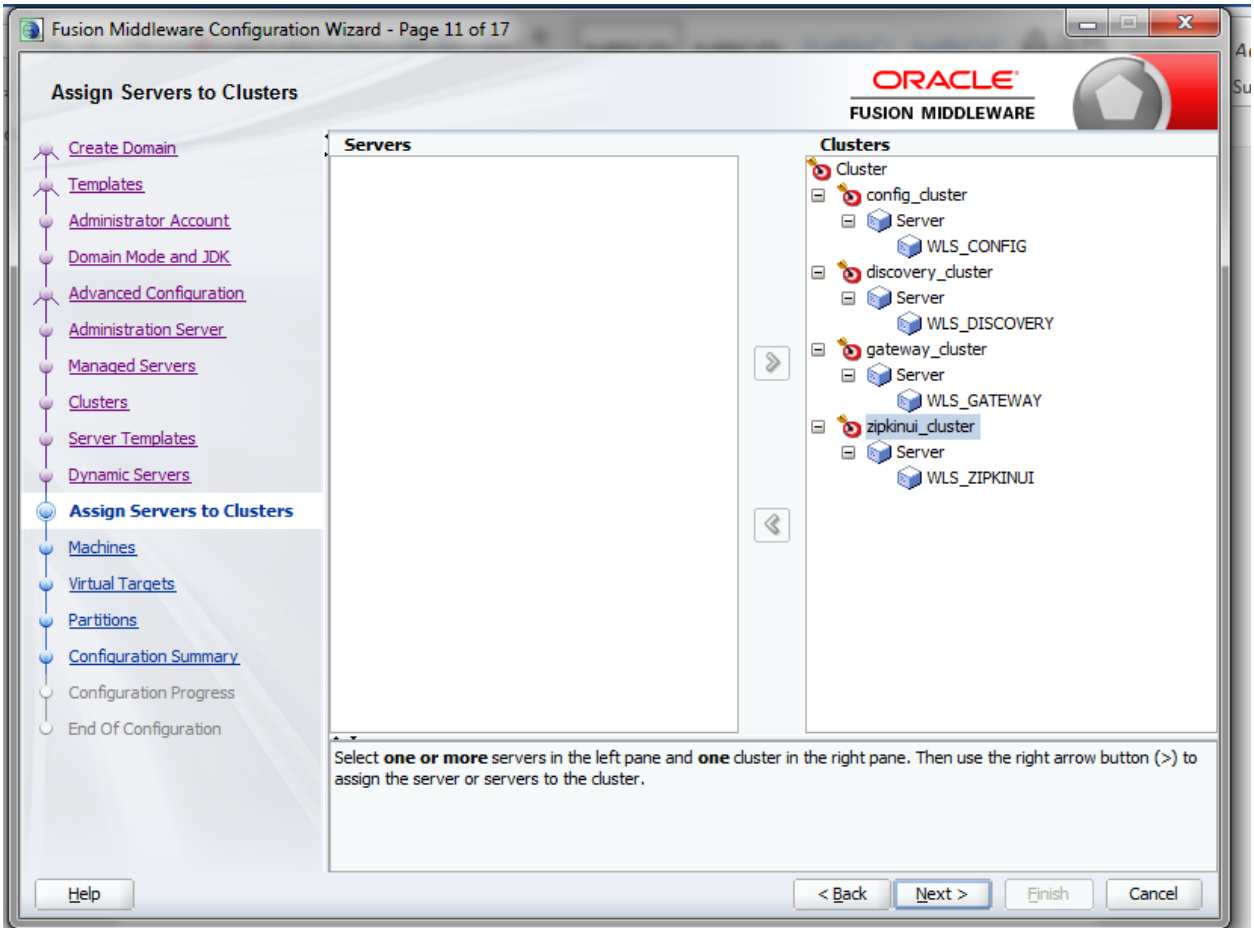 Fusion Middleware Configuration Wizard - Page 11 of 17
Assign Servers to Clusters
ORACLE
FUSION MIDDLEWARE
Create Domain
Templates
Administrator Account
Domain Mode and JDK
Advanced Configuration
Administration Server
Managed Servers
Clusters
Server Templates
Dynamic Servers
Assign Servers to Clusters
Machines
Virtual Targets
Partitions
Configuration Summary
Configuration Progress
End Of Configuration
Servers
Clusters
Cluster
config_cluster
Server
WLS_CONFIG
discovery_cluster
Server
WLS_DISCOVERY
gateway_cluster
Server
WLS_GATEWAY
zipkinui_cluster
Server
WLS_ZIPKINUI
Select one or more servers in the left pane and one cluster in the right pane. Then use the right arrow button (>) to
assign the server or servers to the cluster.
Help
< Back
Next >
Finish
Cancel